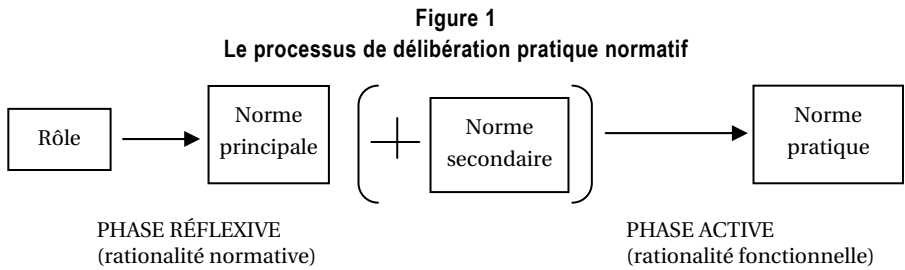 Figure 1
Le processus de délibération pratique normatif
Rôle
Norme
principale
Norme
secondaire
Norme
pratique
PHASE RÉFLEXIVE
(rationalité normative)
PHASE ACTIVE
(rationalité fonctionnelle)